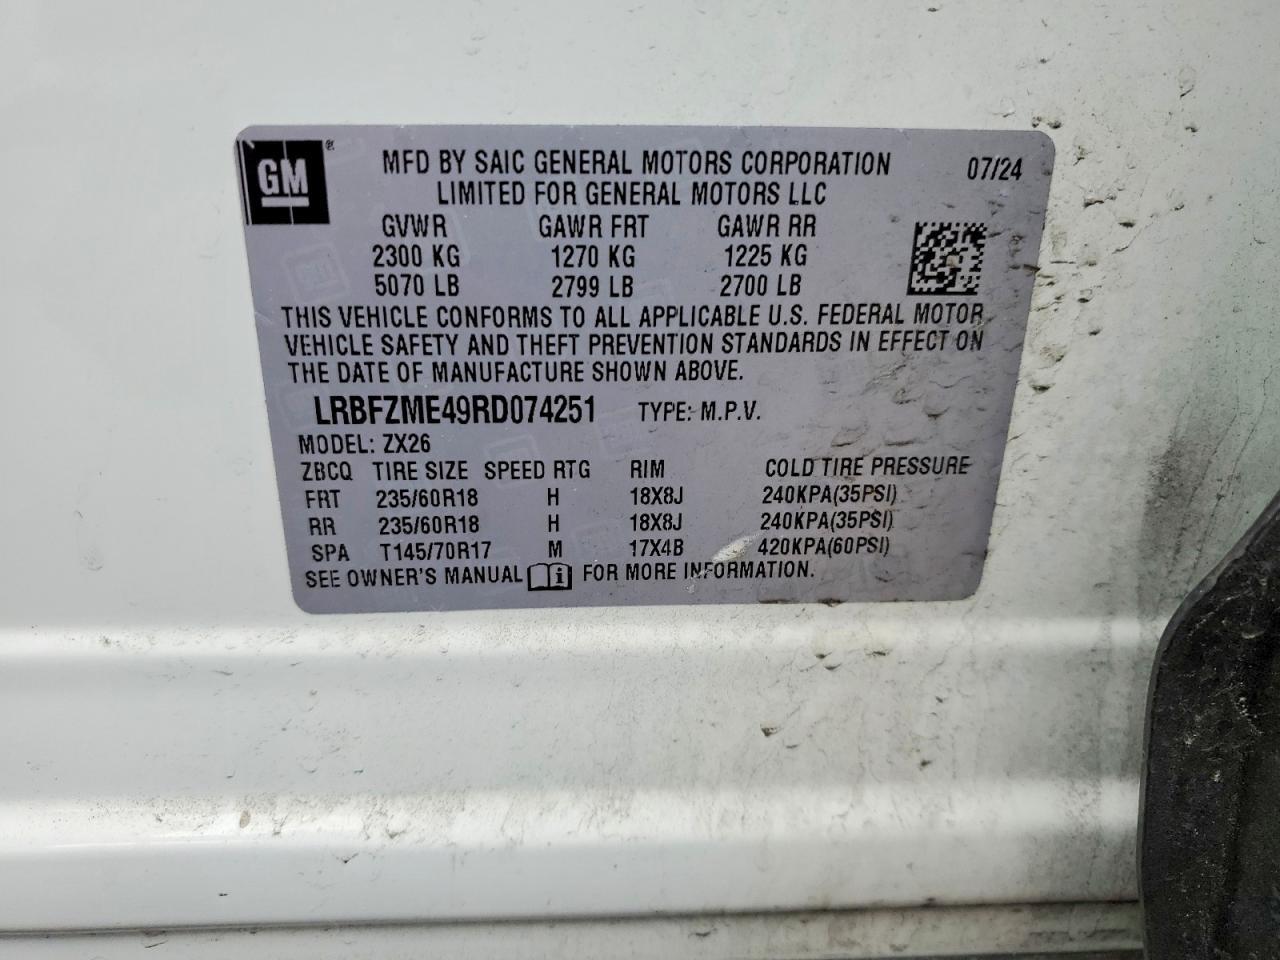 GM®
MFD BY SAIC GENERAL MOTORS CORPORATION 07/24
LIMITED FOR GENERAL MOTORS LLC
GVWR GAWR FRT GAWR RR
2300 KG 1270 KG 1225 KG
5070 LB 2799 LB 2700 LB
THIS VEHICLE CONFORMS TO ALL APPLICABLE U.S. FEDERAL MOTOR
VEHICLE SAFETY AND THEFT PREVENTION STANDARDS IN EFFECT ON
THE DATE OF MANUFACTURE SHOWN ABOVE.
LRBFZME49RD074251 TYPE: M.P.V.
MODEL: ZX26
ZBCQ TIRE SIZE SPEED RTG RIM COLD TIRE PRESSURE
FRT 235/60R18 H 18X8J 240KPA(35PSI)
RR 235/60R18 H 18X8J 240KPA(35PSI)
SPA T145/70R17 M 17X4B 420KPA(60PSI)
SEE OWNER'S MANUAL i FOR MORE INFORMATION.